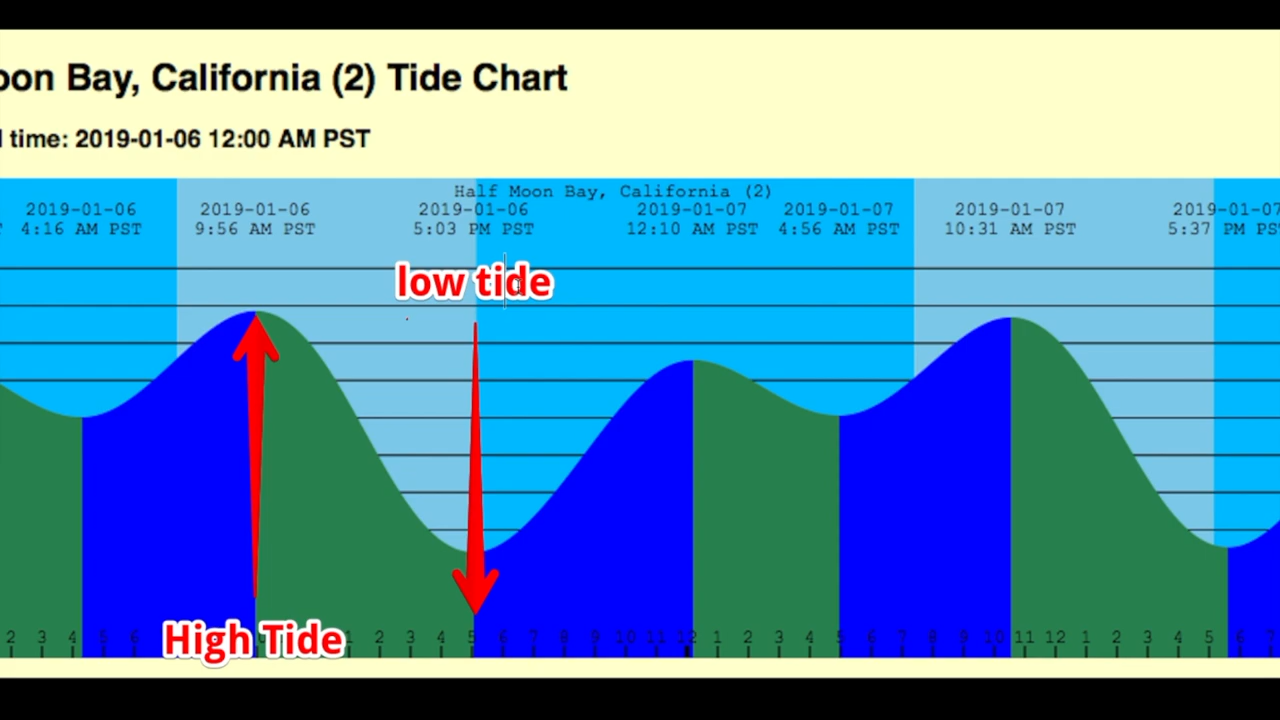 oon Bay, California (2) Tide Chart
time: 2019-01-06 12:00 AM PST
Half Moon Bay, California (2)
2019-01-06 2019-01-06 2019-01-06 2019-01-07 2019-01-07 2019-01-07 2019-01-07
4:16 AM PST 9:56 AM PST 5:03 PM PST 12:10 AM PST 4:56 AM PST 10:31 AM PST 5:37 PM PS
low tide
High Tide
2 3 4 5 6 1 2 3 4 5 6 7 8 9 10 11 12 1 2 3 4 5 6 7 8 9 10 11 12 1 2 3 4 5 6 7